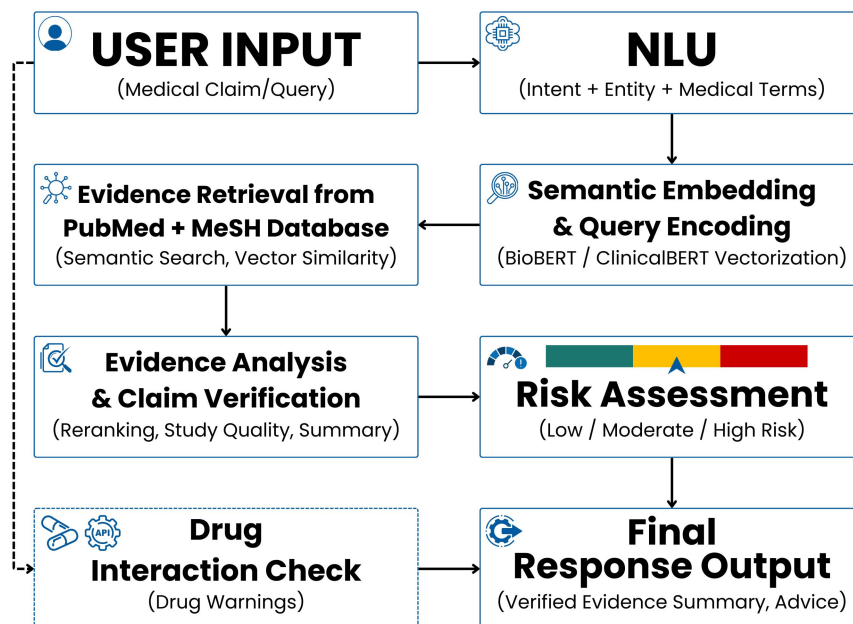 USER INPUT
(Medical Claim/Query)
NLU
(Intent + Entity + Medical Terms)
Evidence Retrieval from
PubMed + MeSH Database
(Semantic Search, Vector Similarity)
Semantic Embedding
& Query Encoding
(BioBERT / ClinicalBERT Vectorization)
Evidence Analysis
& Claim Verification
(Reranking, Study Quality, Summary)
Risk Assessment
(Low / Moderate / High Risk)
API
Drug
Interaction Check
(Drug Warnings)
Final
Response Output
(Verified Evidence Summary, Advice)